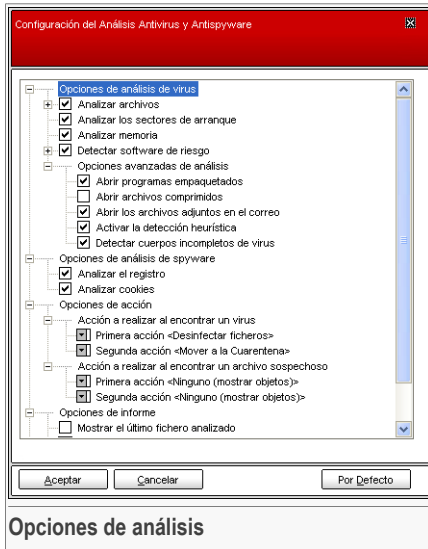 Configuración del Análisis Antivirus y Antispyware
Opciones de análisis de virus
Analizar archivos
Analizar los sectores de arranque
Analizar memoria
Detectar software de riesgo
Opciones avanzadas de análisis
Abrir programas empaquetados
Abrir archivos comprimidos
Abrir los archivos adjuntos en el correo
Activar la detección heurística
Detectar cuerpos incompletos de virus
Opciones de análisis de spyware
Analizar el registro
Analizar cookies
Opciones de acción
Acción a realizar al encontrar un virus
Primera acción <Desinfectar ficheros>
Segunda acción <Mover a la Cuarentena>
Acción a realizar al encontrar un archivo sospechoso
Primera acción <Ninguno (mostrar objetos)>
Segunda acción <Ninguno (mostrar objetos)>
Opciones de informe
Mostrar el último fichero analizado
Aceptar Cancelar Por Defecto
Opciones de análisis